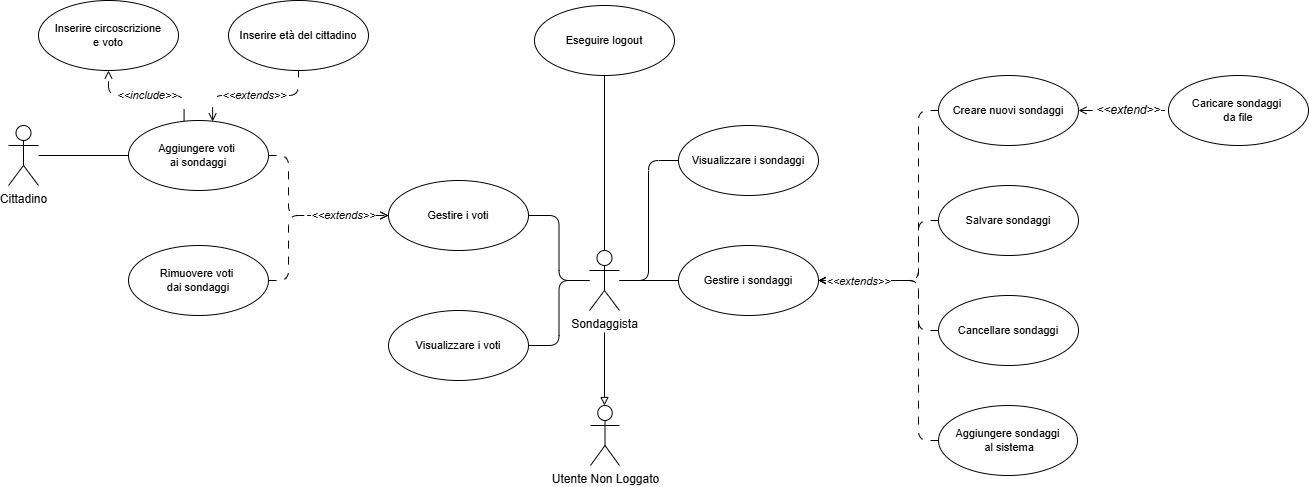 Inserire circoscrizione
e voto
Inserire età del cittadino
Eseguire logout
<<include>>
<<extends>>
Creare nuovi sondaggi
<<extend>>
Caricare sondaggi
da file
Cittadino
Aggiungere voti
ai sondaggi
Visualizzare i sondaggi
<<extends>>
Gestire i voti
Salvare sondaggi
Rimuovere voti
dai sondaggi
Sondaggista
Gestire i sondaggi
<<extends>>
Visualizzare i voti
Cancellare sondaggi
Aggiungere sondaggi
al sistema
Utente Non Loggato